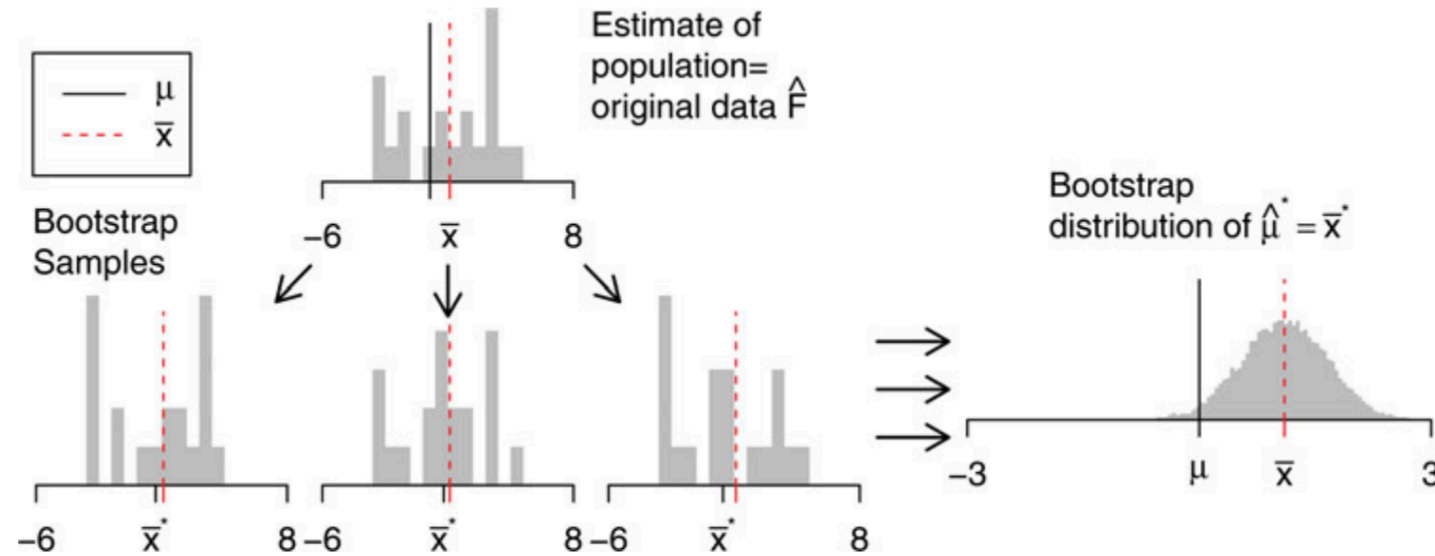 μ
x̄
Estimate of
population=
original data F̂
-6 x̄ 8
Bootstrap
Samples
-6 x̄* 8
-6 x̄* 8
-6 x̄* 8
Bootstrap
distribution of μ̂* = x̄*
-3 μ x̄ 3